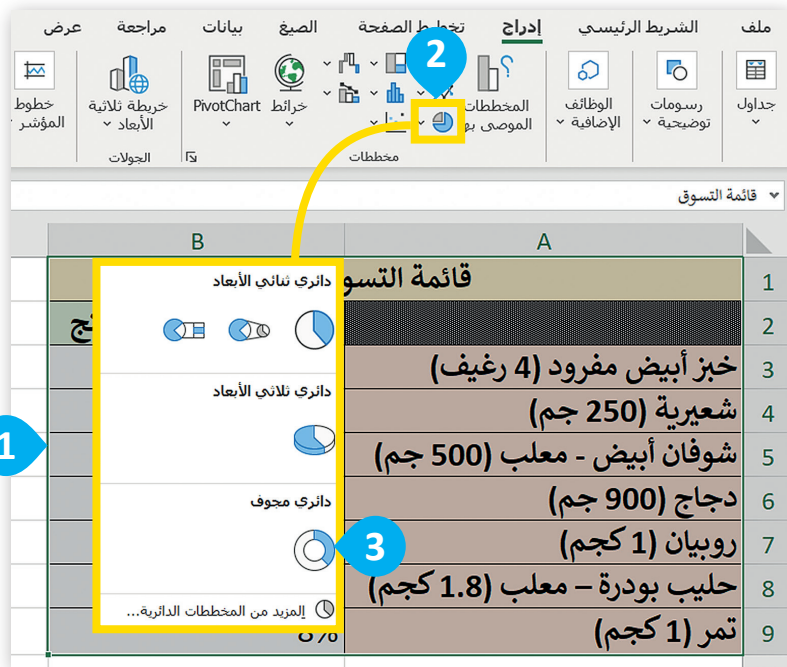 ملف الشريط الرئيسي إدراج تخطيط الصفحة الصيغ بيانات مراجعة عرض
2
جداول
رسومات توضيحية
الوظائف الإضافية
المخططات الموصى
خرائط
PivotChart
خريطة ثلاثية الأبعاد
خطوط المؤشر
مخططات
الجولات
قائمة التسوق
A B
1 قائمة
2
3 خبز أبيض مفرود (4 رغيف)
4 شعيرية (250 جم)
5 شوفان أبيض - معلب (500 جم)
6 دجاج (900 جم)
7 روبيان (1 كجم)
8 حليب بودرة – معلب (1.8 كجم)
9 تمر (1 كجم)
دائري ثنائي الأبعاد
دائري ثلاثي الأبعاد
دائري مجوف
المزيد من المخططات الدائرية...
1
3